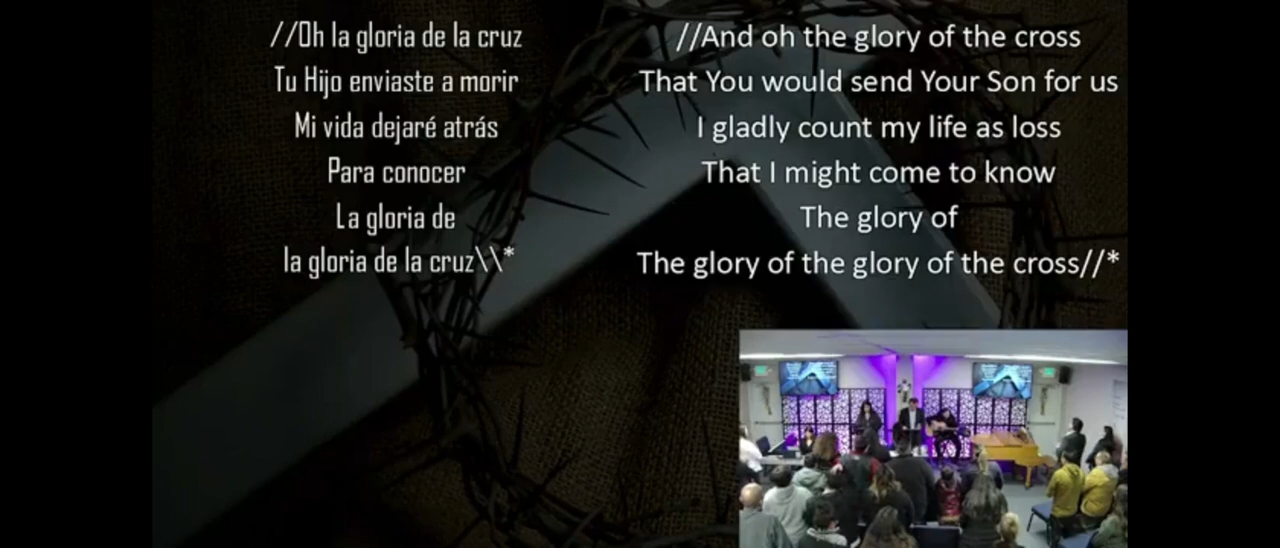 //Oh la gloria de la cruz
Tu Hijo enviaste a morir
Mi vida dejaré atrás
Para conocer
La gloria de
la gloria de la cruz\\*
//And oh the glory of the cross
That You would send Your Son for us
I gladly count my life as loss
That I might come to know
The glory of
The glory of the glory of the cross//*